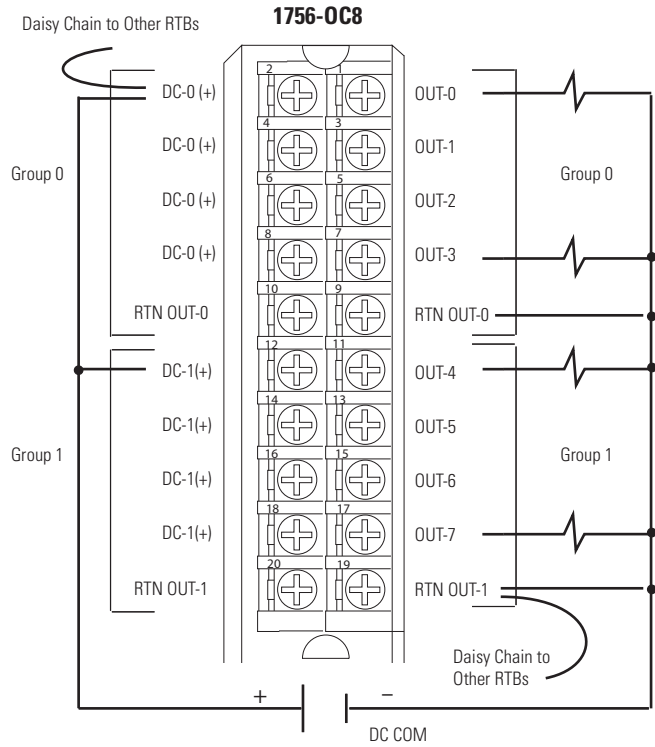 1756-OC8
Daisy Chain to Other RTBs
2 1
DC-0 (+) OUT-0
4 3
DC-0 (+) OUT-1
Group 0 Group 0
6 5
DC-0 (+) OUT-2
8 7
DC-0 (+) OUT-3
10 9
RTN OUT-0 RTN OUT-0
12 11
DC-1(+) OUT-4
14 13
DC-1(+) OUT-5
Group 1 Group 1
16 15
DC-1(+) OUT-6
18 17
DC-1(+) OUT-7
20 19
RTN OUT-1 RTN OUT-1
Daisy Chain to
Other RTBs
+ –
DC COM